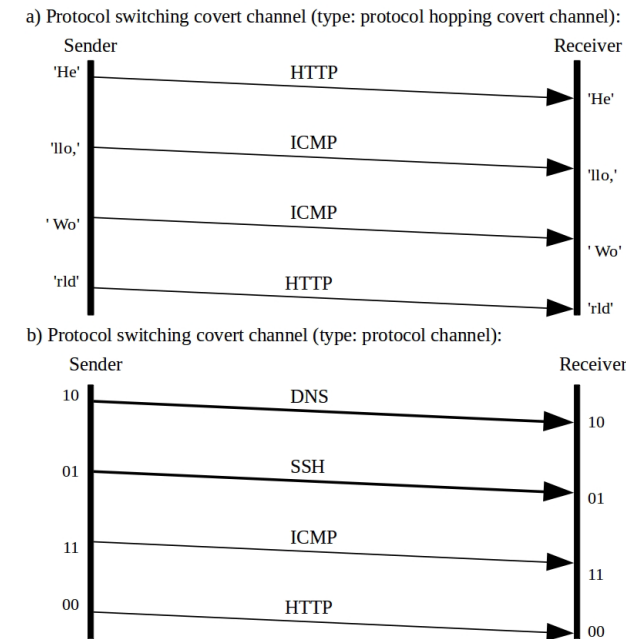 a) Protocol switching covert channel (type: protocol hopping covert channel):
Sender Receiver
'He' HTTP 'He'
'llo,' ICMP 'llo,'
' Wo' ICMP ' Wo'
'rld' HTTP 'rld'
b) Protocol switching covert channel (type: protocol channel):
Sender Receiver
10 DNS 10
01 SSH 01
11 ICMP 11
00 HTTP 00